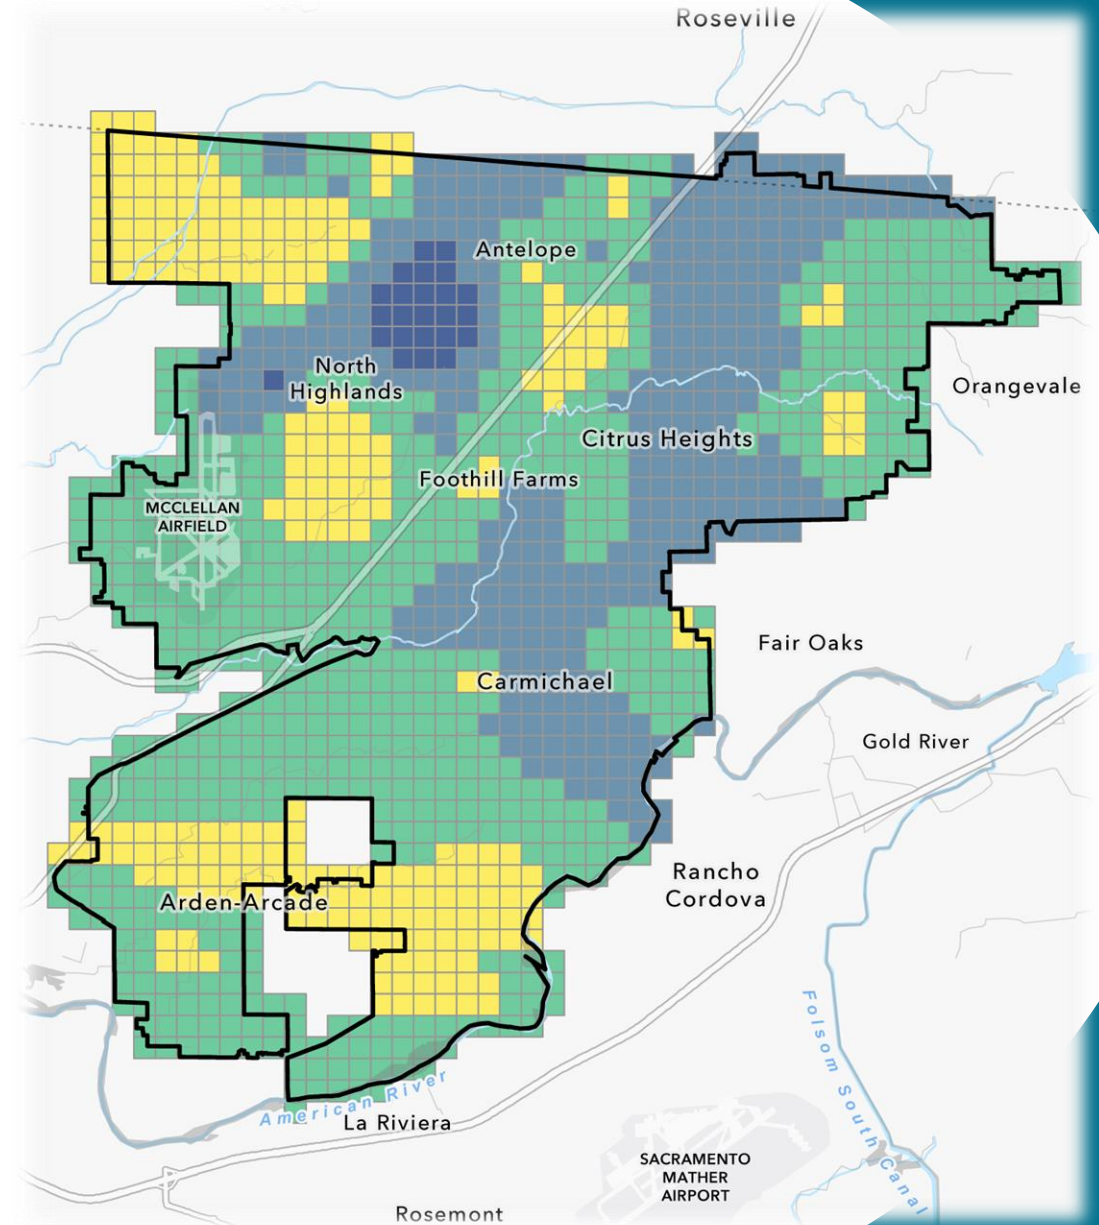 Roseville
Antelope
North
Highlands
Orangevale
Citrus Heights
Foothill Farms
MCCLELLAN
AIRFIELD
Fair Oaks
Carmichael
Gold River
Rancho
Cordova
Arden-Arcade
Folsom South Canal
American River
La Riviera
SACRAMENTO
MATHER
AIRPORT
Rosemont